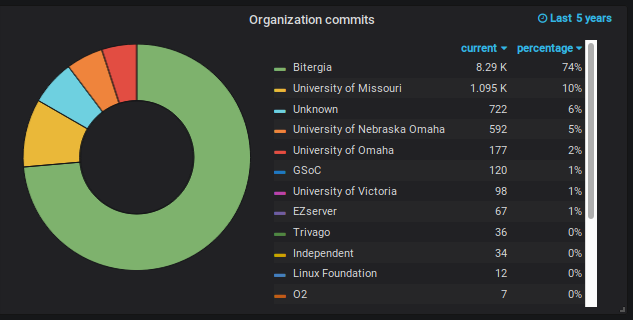 Organization commits
Last 5 years
current percentage
Bitergia 8.29 K 74%
University of Missouri 1.095 K 10%
Unknown 722 6%
University of Nebraska Omaha 592 5%
University of Omaha 177 2%
GSoC 120 1%
University of Victoria 98 1%
EZserver 67 1%
Trivago 36 0%
Independent 34 0%
Linux Foundation 12 0%
O2 7 0%